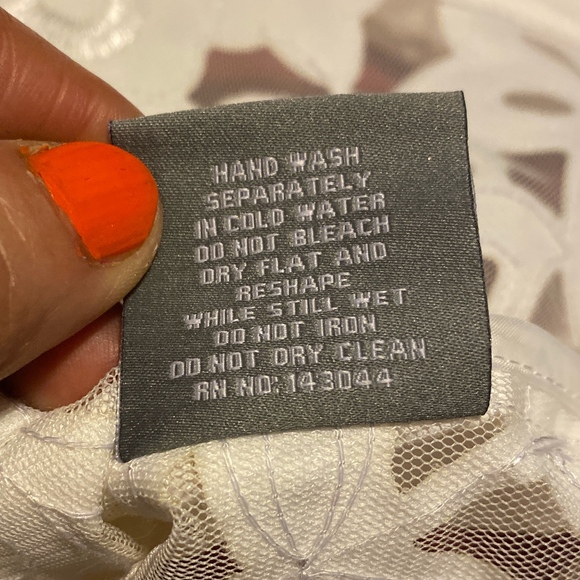 HAND WASH
SEPARATELY
IN COLD WATER
DO NOT BLEACH
DRY FLAT AND
RESHAPE
WHILE STILL WET
DO NOT IRON
DO NOT DRY CLEAN
RN NO: 143044